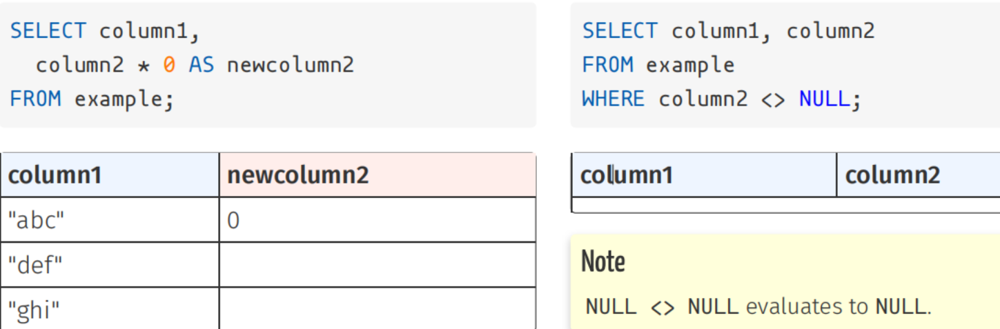 SELECT column1,
column2 * 0 AS newcolumn2
FROM example;
column1 newcolumn2
"abc" 0
"def"
"ghi"
SELECT column1, column2
FROM example
WHERE column2 <> NULL;
column1 column2
Note
NULL <> NULL evaluates to NULL.